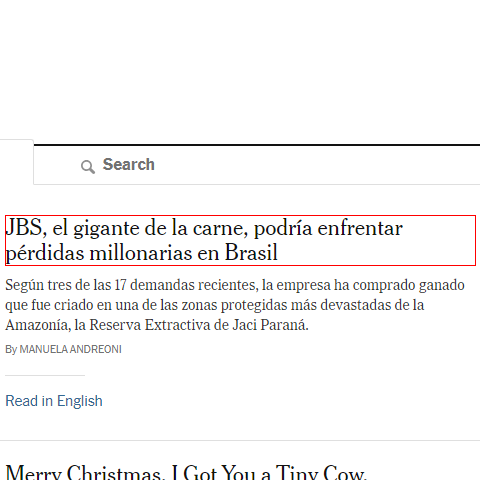 Search
JBS, el gigante de la carne, podría enfrentar
pérdidas millonarias en Brasil
Según tres de las 17 demandas recientes, la empresa ha comprado ganado
que fue criado en una de las zonas protegidas más devastadas de la
Amazonía, la Reserva Extractiva de Jaci Paraná.
By MANUELA ANDREONI
Read in English
Merry Christmas. I Got You a Tiny Cow.